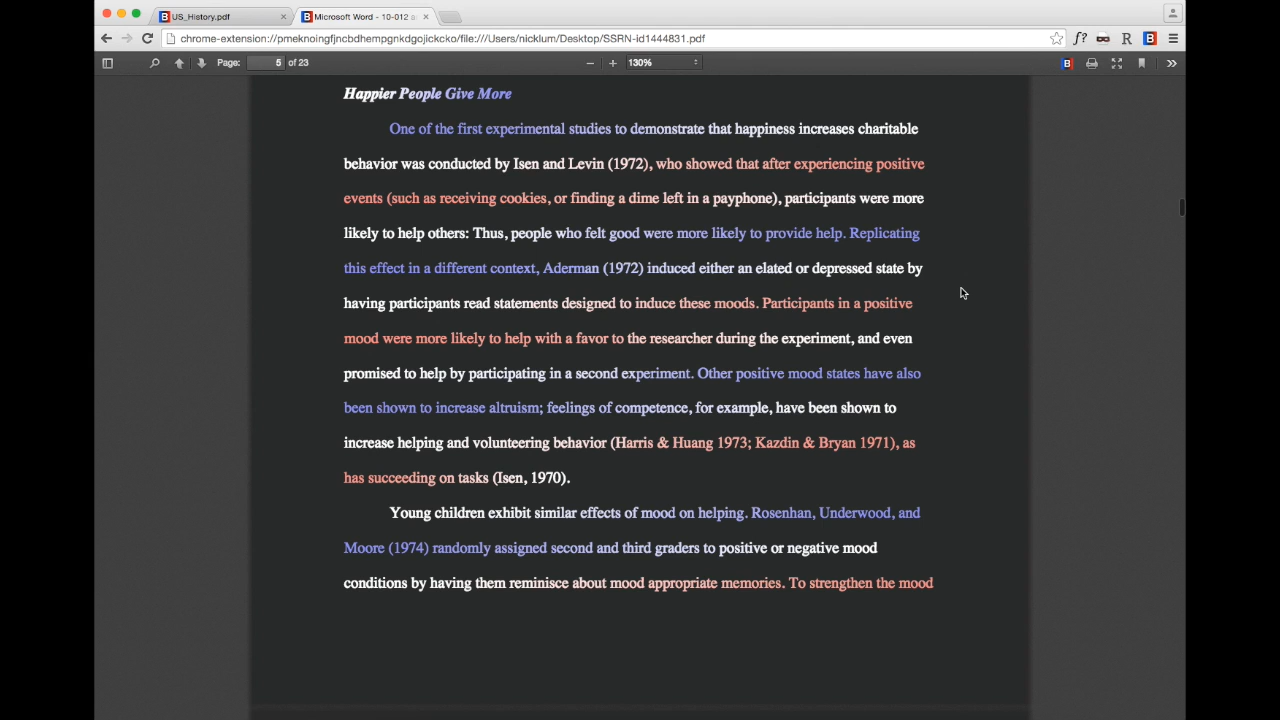 US_History.pdf
Microsoft Word - 10-012
chrome-extension://pmeknoingfjncbdhempgnkdgojickcko/file:///Users/nicklum/Desktop/SSRN-id1444831.pdf
f?
R
B
Page: 5 of 23
130%
B
Happier People Give More
One of the first experimental studies to demonstrate that happiness increases charitable
behavior was conducted by Isen and Levin (1972), who showed that after experiencing positive
events (such as receiving cookies, or finding a dime left in a payphone), participants were more
likely to help others: Thus, people who felt good were more likely to provide help. Replicating
this effect in a different context, Aderman (1972) induced either an elated or depressed state by
having participants read statements designed to induce these moods. Participants in a positive
mood were more likely to help with a favor to the researcher during the experiment, and even
promised to help by participating in a second experiment. Other positive mood states have also
been shown to increase altruism; feelings of competence, for example, have been shown to
increase helping and volunteering behavior (Harris & Huang 1973; Kazdin & Bryan 1971), as
has succeeding on tasks (Isen, 1970).
Young children exhibit similar effects of mood on helping. Rosenhan, Underwood, and
Moore (1974) randomly assigned second and third graders to positive or negative mood
conditions by having them reminisce about mood appropriate memories. To strengthen the mood